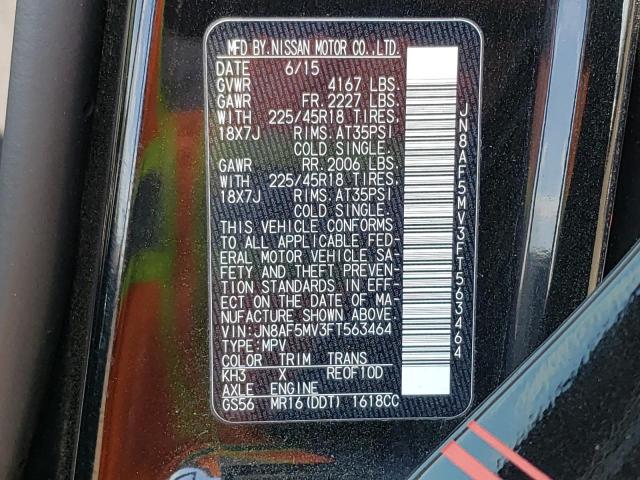 MFD BY.NISSAN MOTOR CO.,LTD.
DATE 6/15
GVWR 4167 LBS.
GAWR FR. 2227 LBS.
WITH 225/45R18 TIRES.
18X7J RIMS. AT35PSI
COLD SINGLE.
GAWR RR. 2006 LBS.
WITH 225/45R18 TIRES.
18X7J RIMS. AT35PSI
COLD SINGLE.
THIS VEHICLE CONFORMS
TO ALL APPLICABLE FED-
ERAL MOTOR VEHICLE SA-
FETY AND THEFT PREVEN-
TION STANDARDS IN EFF-
ECT ON THE DATE OF MA-
NUFACTURE SHOWN ABOVE.
VIN:JN8AF5MV3FT563464
TYPE:MPV
COLOR TRIM TRANS
KH3 X RE0F10D
AXLE ENGINE
GS56 MR16(DDT) 1618CC
JN8AF5MV3FT563464